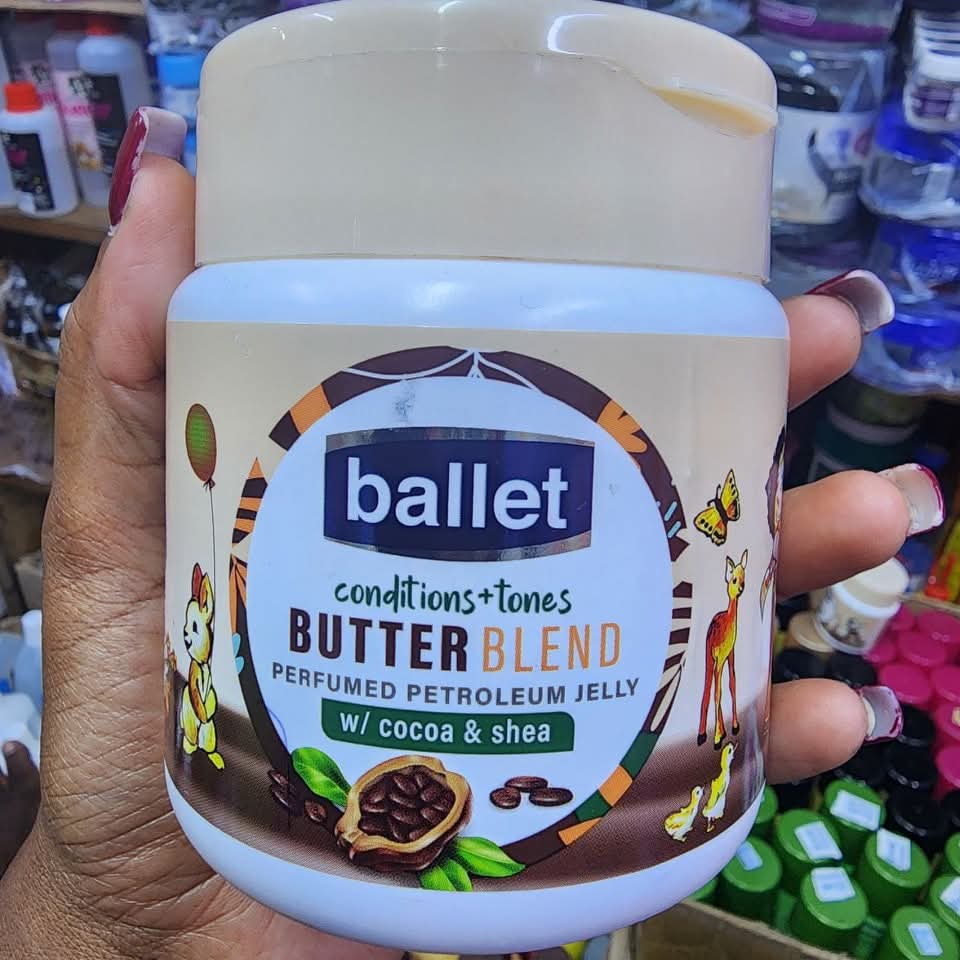 ballet
conditions+tones
BUTTER BLEND
PERFUMED PETROLEUM JELLY
w/ cocoa & shea